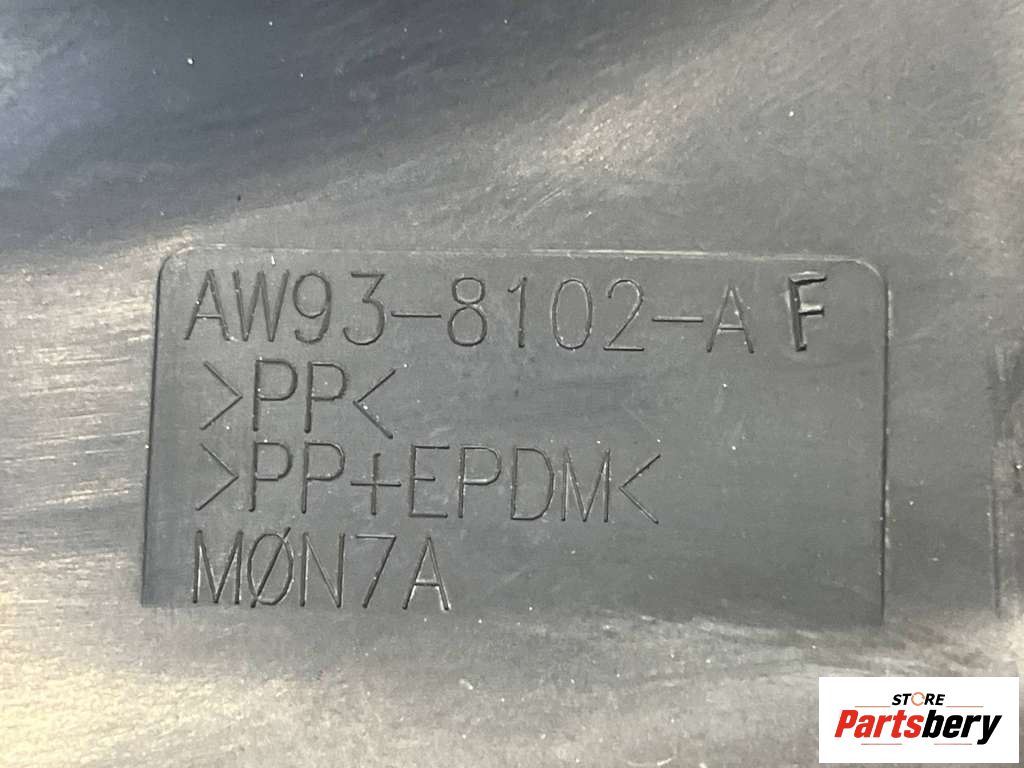 AW93-8102-A F
>PP<
>PP+EPDM<
MØN7A
STORE
Partsbery